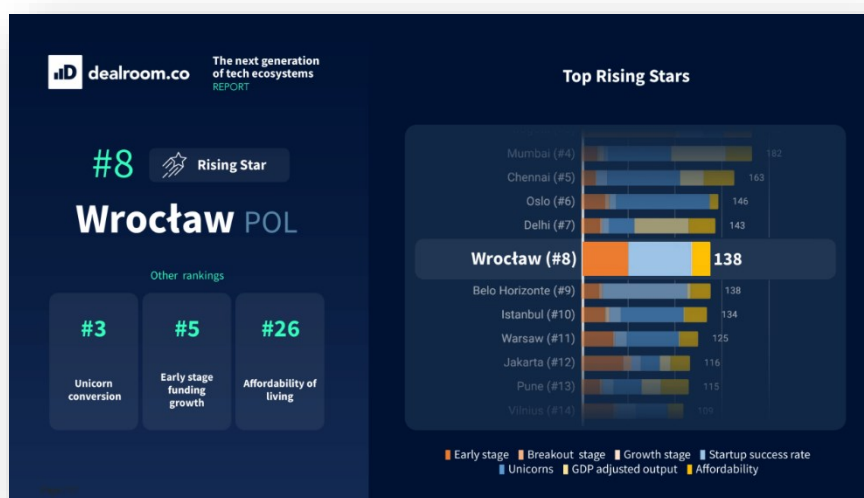 dealroom.co
The next generation
of tech ecosystems
REPORT
#8 Rising Star
Wrocław POL
Other rankings
#3
Unicorn
conversion
#5
Early stage
funding
growth
#26
Affordability of
living
Top Rising Stars
Mumbai (#4) 182
Chennai (#5) 163
Oslo (#6) 146
Delhi (#7) 143
Wrocław (#8) 138
Belo Horizonte (#9) 138
Istanbul (#10) 134
Warsaw (#11) 125
Jakarta (#12) 116
Pune (#13) 115
Vilnius (#14) 109
Early stage Breakout stage Growth stage Startup success rate
Unicorns GDP adjusted output Affordability